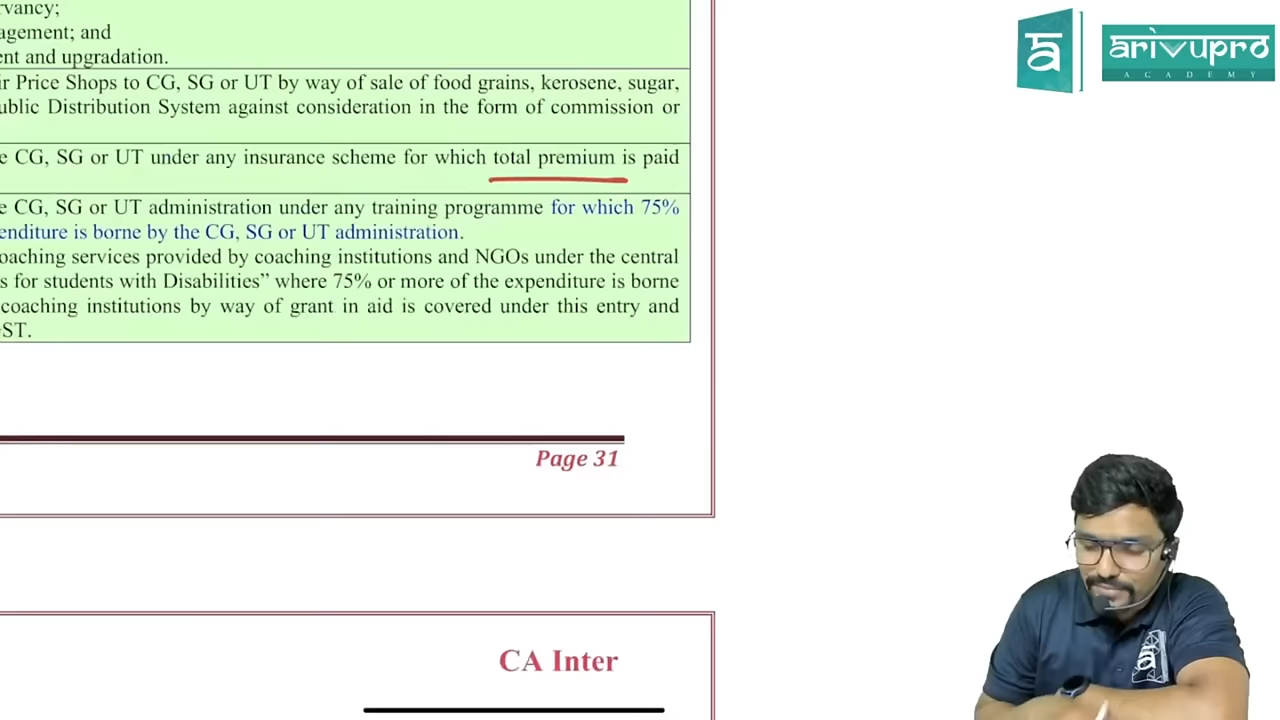 rvancy;
agement; and
ent and upgradation.
ir Price Shops to CG, SG or UT by way of sale of food grains, kerosene, sugar,
ublic Distribution System against consideration in the form of commission or
e CG, SG or UT under any insurance scheme for which total premium is paid
e CG, SG or UT administration under any training programme for which 75%
enditure is borne by the CG, SG or UT administration.
oaching services provided by coaching institutions and NGOs under the central
s for students with Disabilities” where 75% or more of the expenditure is borne
coaching institutions by way of grant in aid is covered under this entry and
ST.
Page 31
CA Inter
arivupro
ACADEMY